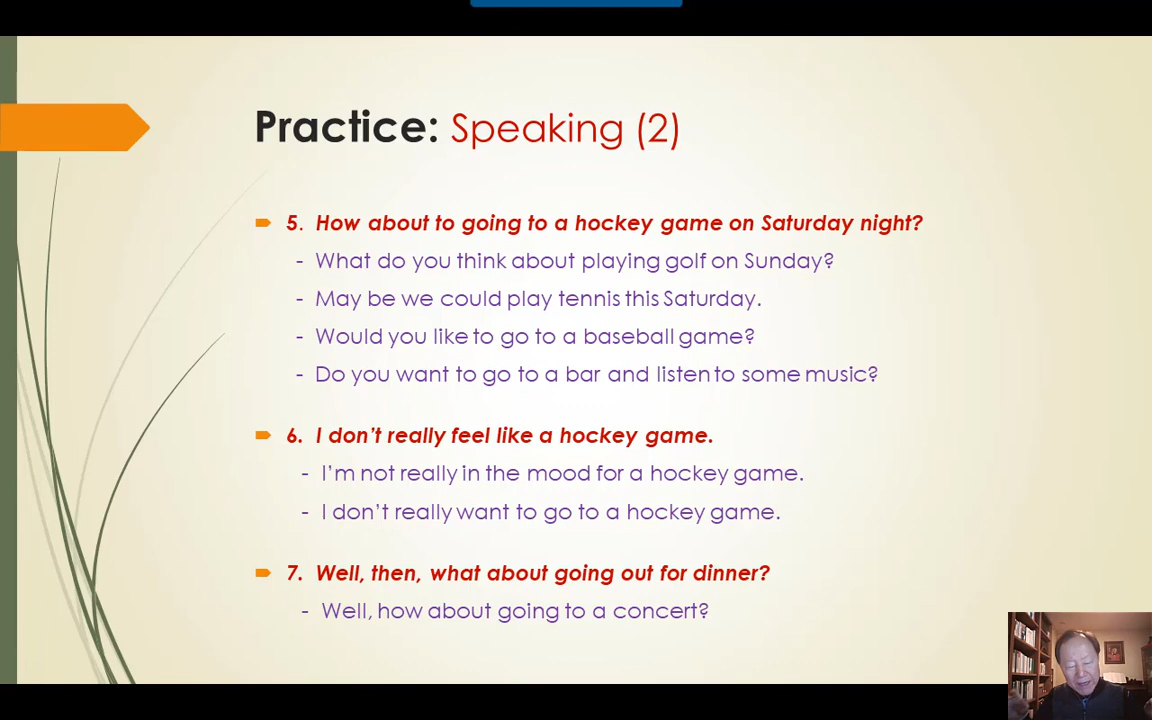 Practice: Speaking (2)
5. How about to going to a hockey game on Saturday night?
- What do you think about playing golf on Sunday?
- May be we could play tennis this Saturday.
- Would you like to go to a baseball game?
- Do you want to go to a bar and listen to some music?
6. I don't really feel like a hockey game.
- I'm not really in the mood for a hockey game.
- I don't really want to go to a hockey game.
7. Well, then, what about going out for dinner?
- Well, how about going to a concert?